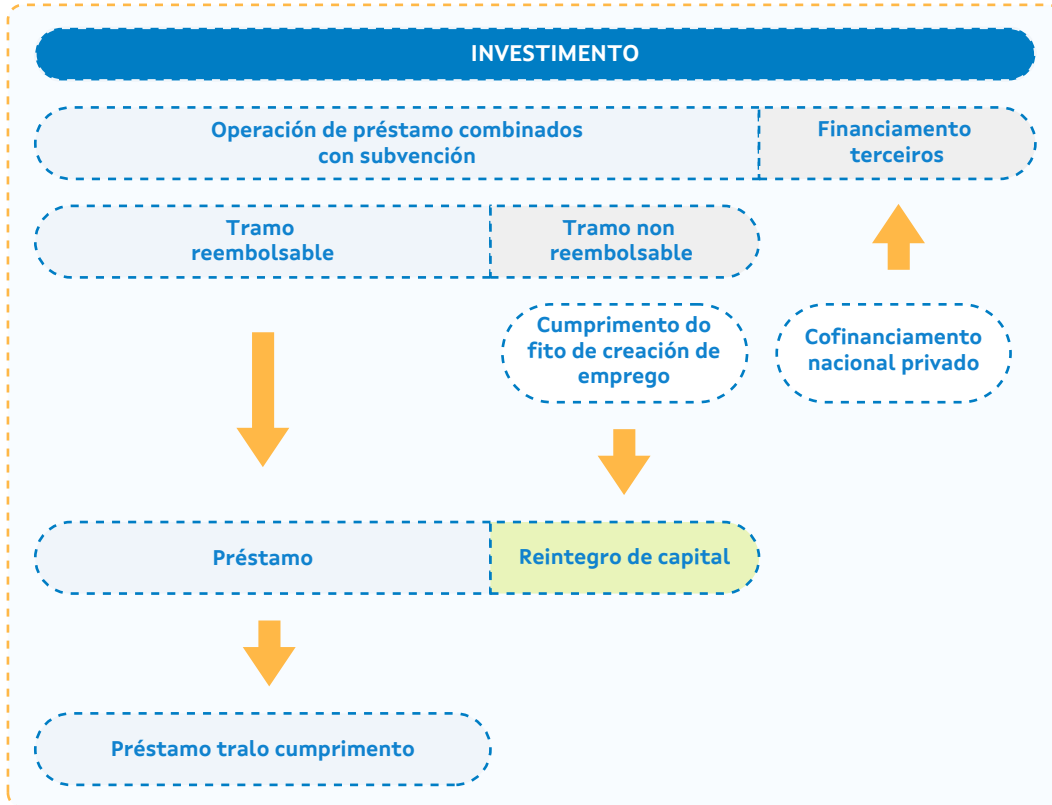 INVESTIMENTO
Operación de préstamo combinados
con subvención
Financiamento
terceiros
Tramo
reembolsable
Tramo non
reembolsable
Cumprimento do
fito de creación de
emprego
Cofinanciamento
nacional privado
Préstamo
Reintegro de capital
Préstamo tralo cumprimento